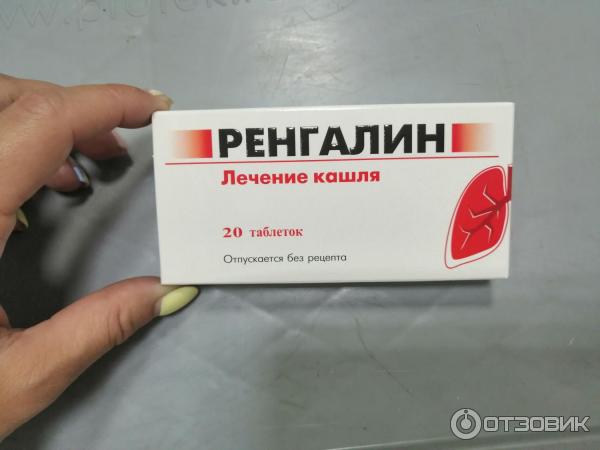 РЕНГАЛИН
Лечение кашля
20 таблеток
Отпускается без рецепта
ОТЗОВИК